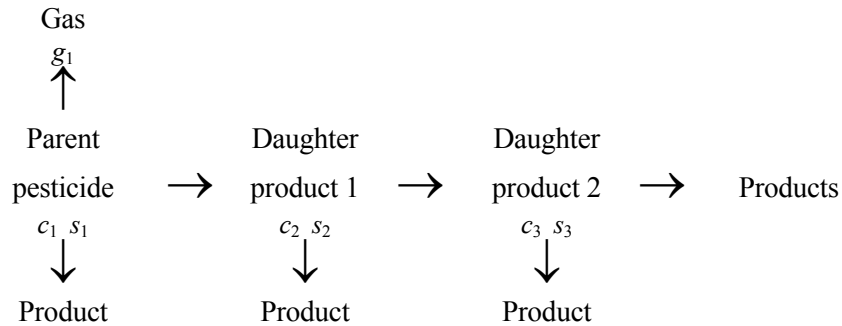 Gas
g₁
Parent Daughter Daughter
pesticide product 1 product 2 Products
c₁ s₁ c₂ s₂ c₃ s₃
Product Product Product